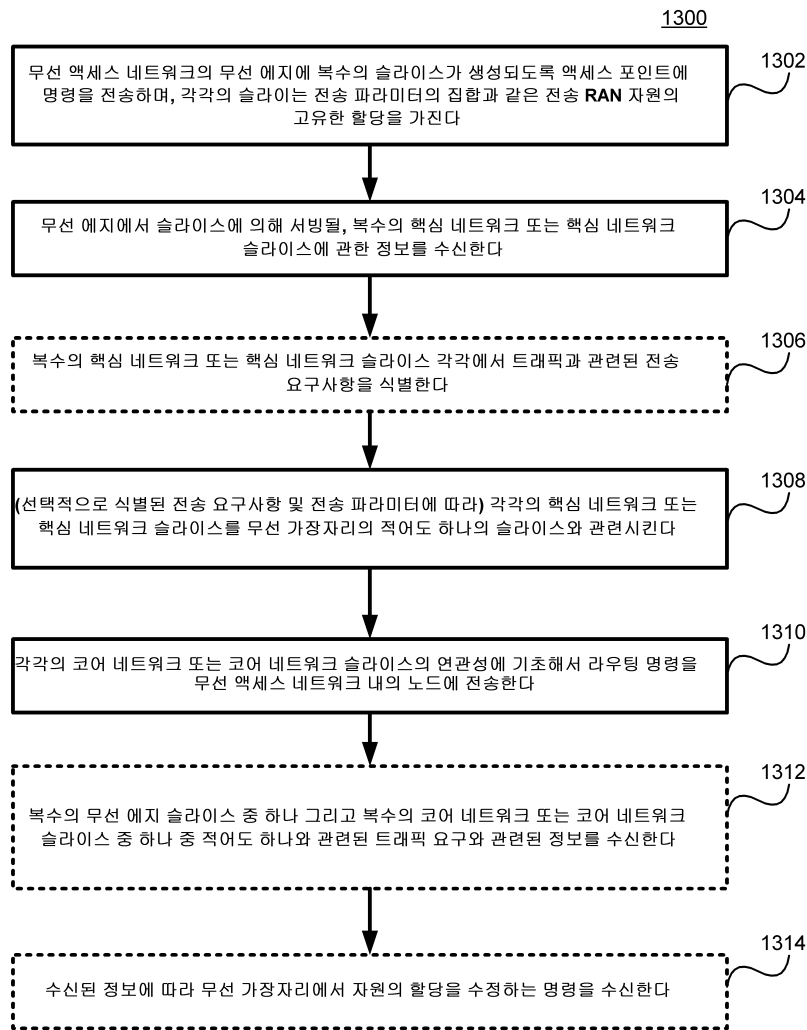 1300
무선 액세스 네트워크의 무선 에지에 복수의 슬라이스가 생성되도록 액세스 포인트에
명령을 전송하며, 각각의 슬라이는 전송 파라미터의 집합과 같은 전송 RAN 자원의
고유한 할당을 가진다
1302
무선 에지에서 슬라이스에 의해 서빙될, 복수의 핵심 네트워크 또는 핵심 네트워크
슬라이스에 관한 정보를 수신한다
1304
복수의 핵심 네트워크 또는 핵심 네트워크 슬라이스 각각에서 트래픽과 관련된 전송
요구사항을 식별한다
1306
(선택적으로 식별된 전송 요구사항 및 전송 파라미터에 따라) 각각의 핵심 네트워크 또는
핵심 네트워크 슬라이스를 무선 가장자리의 적어도 하나의 슬라이스와 관련시킨다
1308
각각의 코어 네트워크 또는 코어 네트워크 슬라이스의 연관성에 기초해서 라우팅 명령을
무선 액세스 네트워크 내의 노드에 전송한다
1310
복수의 무선 에지 슬라이스 중 하나 그리고 복수의 코어 네트워크 또는 코어 네트워크
슬라이스 중 하나 중 적어도 하나와 관련된 트래픽 요구와 관련된 정보를 수신한다
1312
수신된 정보에 따라 무선 가장자리에서 자원의 할당을 수정하는 명령을 수신한다
1314